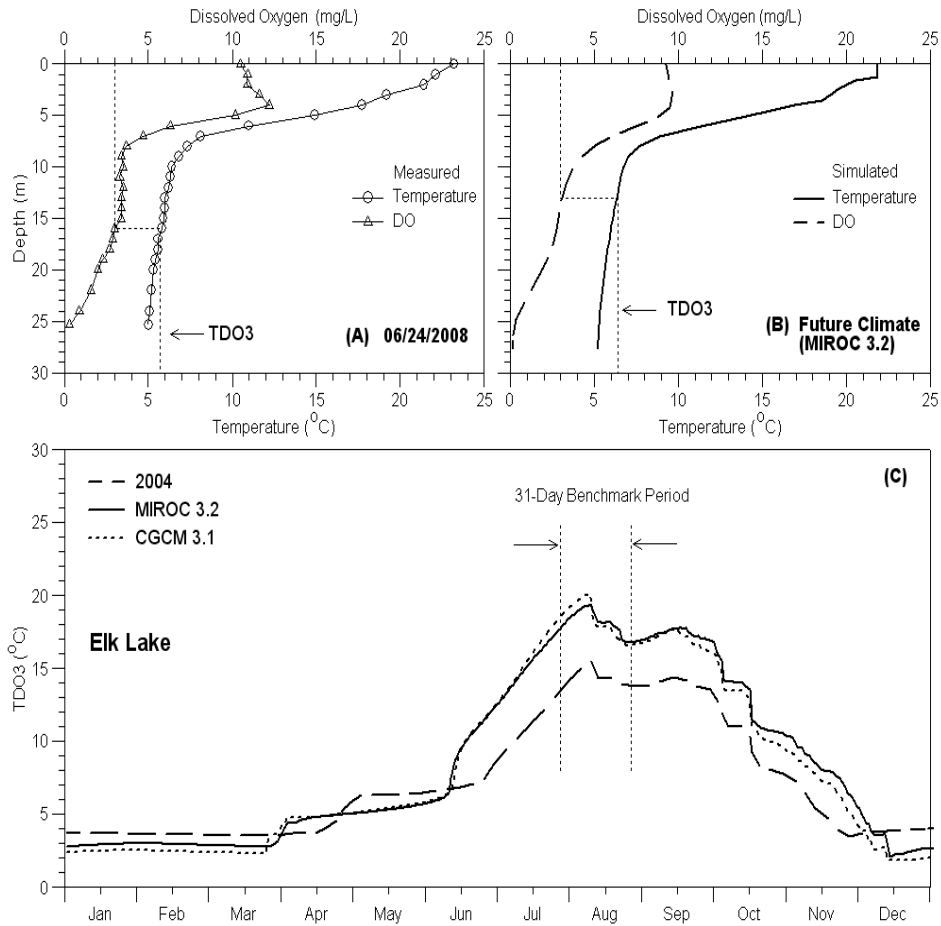 Dissolved Oxygen (mg/L)
0 5 10 15 20 25
Dissolved Oxygen (mg/L)
0 5 10 15 20 25
Depth (m)
0
5
10
15
20
25
30
Measured
Temperature
DO
TDO3
(A) 06/24/2008
0 5 10 15 20 25
Temperature (°C)
Simulated
Temperature
DO
TDO3
(B) Future Climate
(MIROC 3.2)
0 5 10 15 20 25
Temperature (°C)
TDO3 (°C)
30
25
20
15
10
5
0
2004
MIROC 3.2
CGCM 3.1
(C)
31-Day Benchmark Period
Elk Lake
Jan Feb Mar Apr May Jun Jul Aug Sep Oct Nov Dec